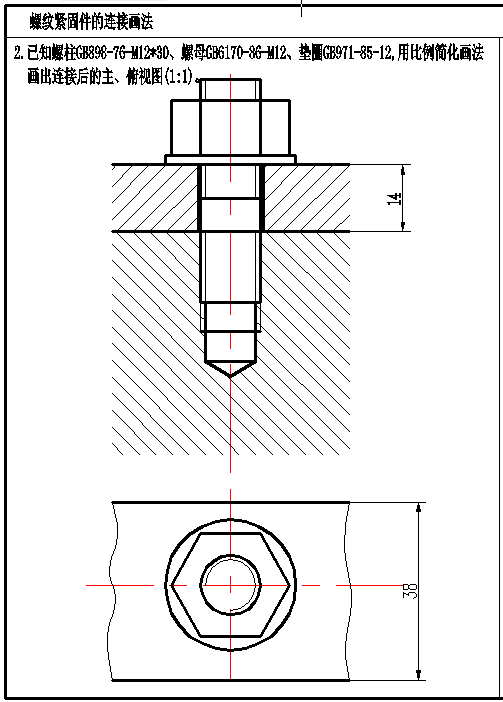 螺纹紧固件的连接画法
2.已知螺柱GB898-76-M12*30、螺母GB6170-86-M12、垫圈GB971-85-12,用比例简化画法
画出连接后的主、俯视图(1:1)。
14
38